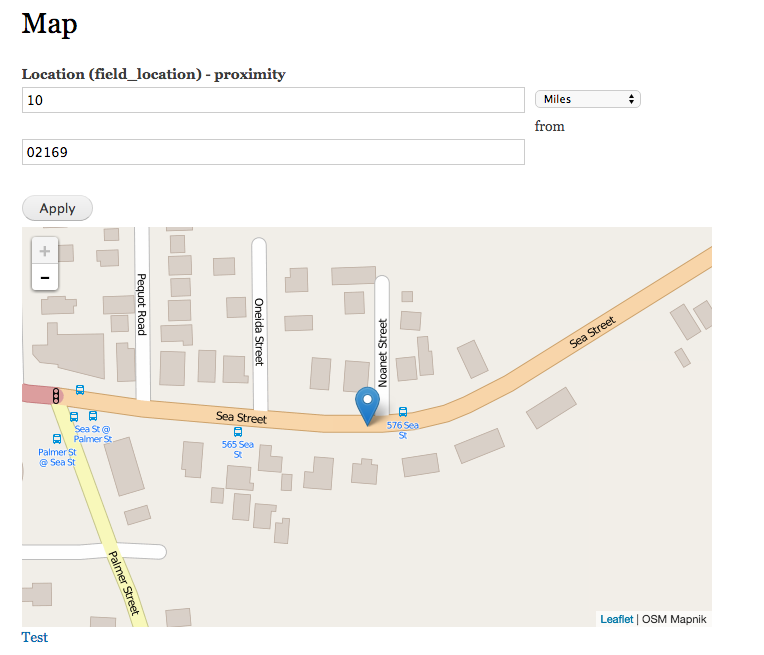 Map
Location (field_location) - proximity
10
Miles
from
02169
Apply
+
-
Pequot Road
Oneida Street
Noanet Street
Sea Street
Sea Street
576 Sea
St
Sea St @
Palmer St
565 Sea
St
Palmer St
@ Sea St
Palmer Street
Leaflet | OSM Mapnik
Test